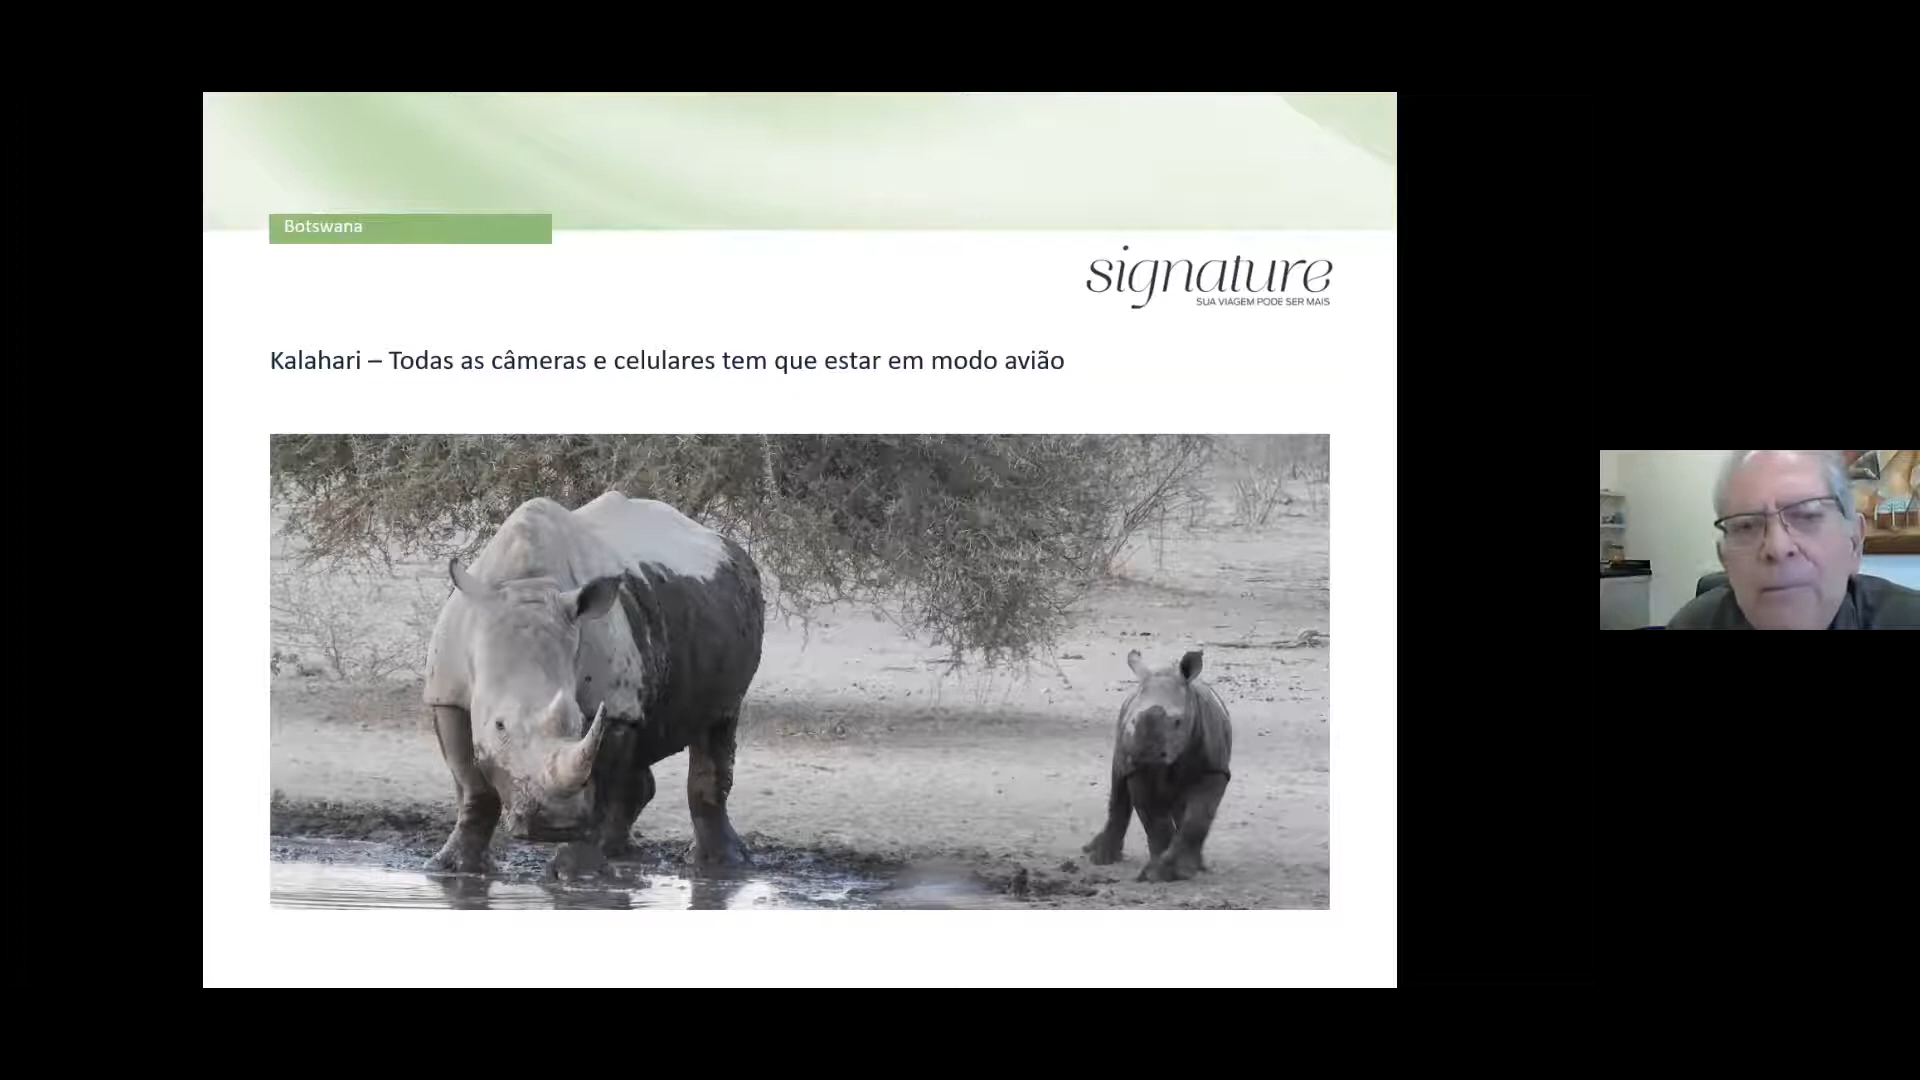 Botswana
signature
SUA VIAGEM PODE SER MAIS
Kalahari – Todas as câmeras e celulares tem que estar em modo avião